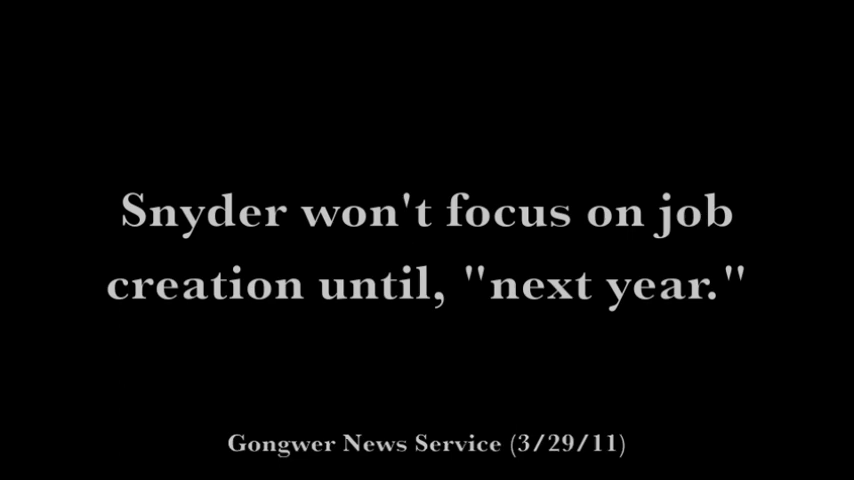 Snyder won't focus on job
creation until, "next year."
Gongwer News Service (3/29/11)